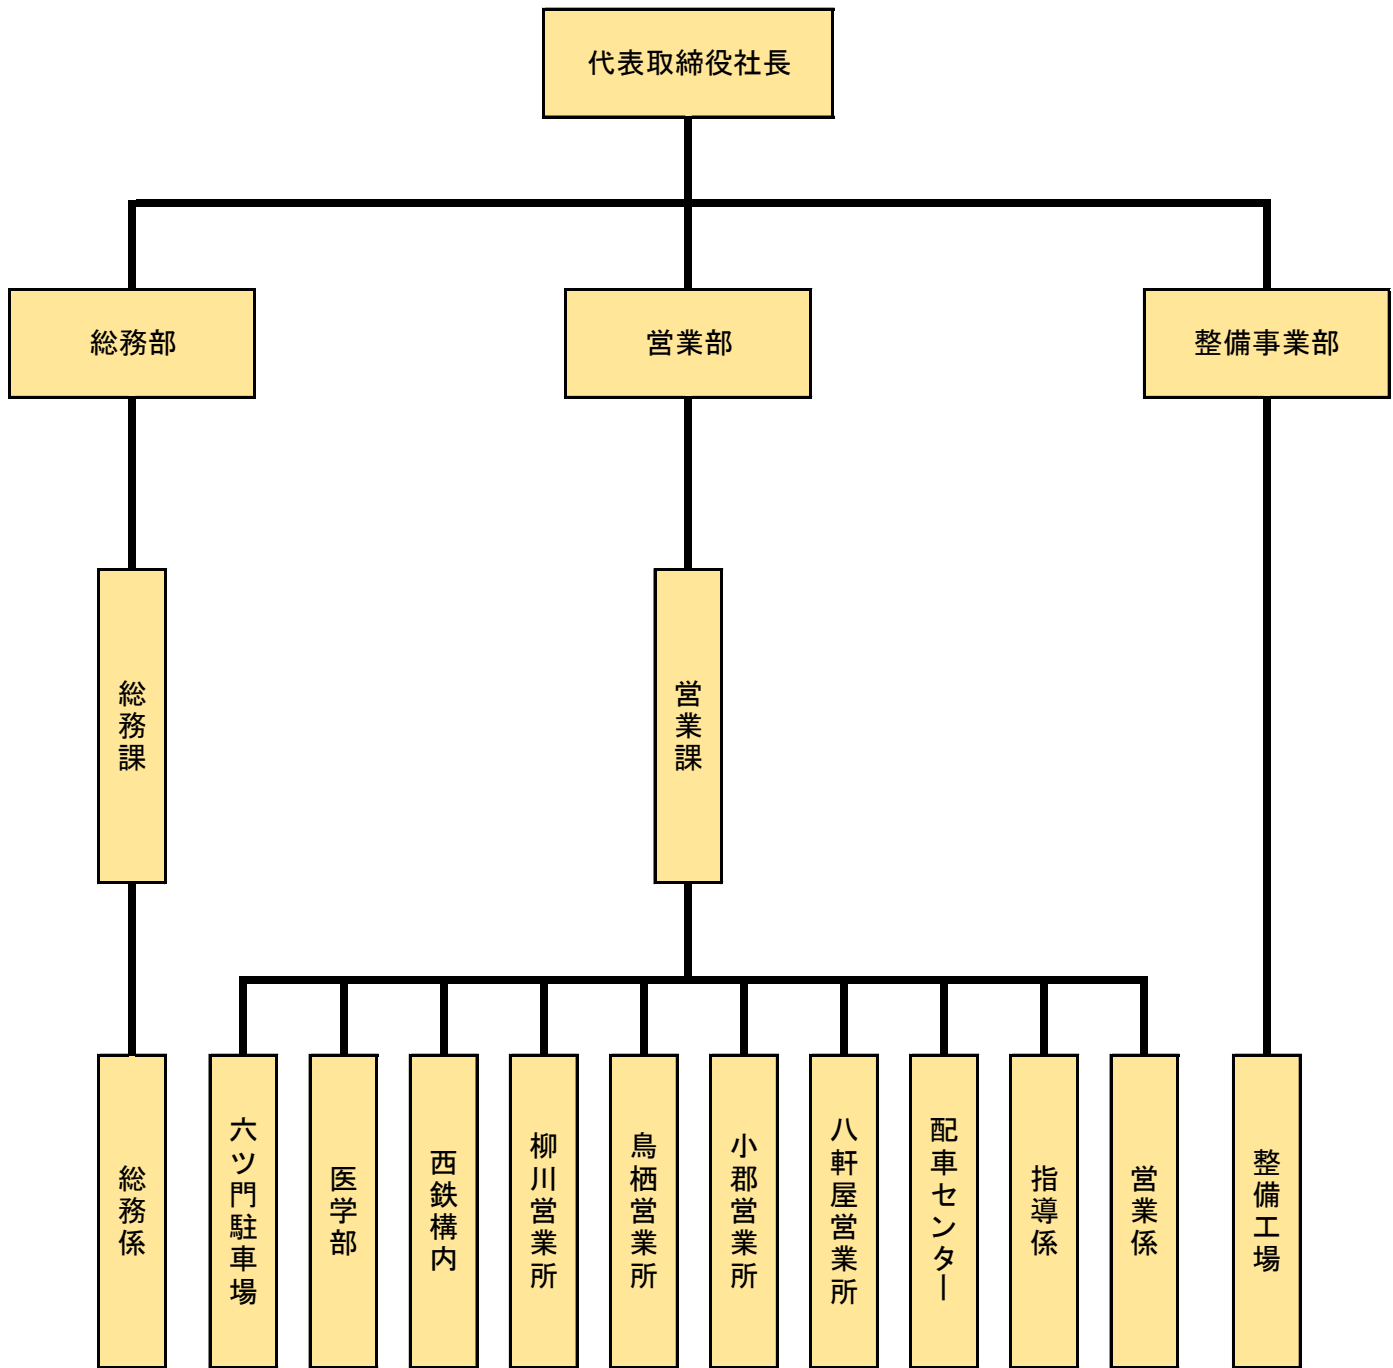 代表取締役社長
総務部
営業部
整備事業部
総務課
営業課
総務係
六ツ門駐車場
医学部
西鉄構内
柳川営業所
鳥栖営業所
小郡営業所
八軒屋営業所
配車センター
指導係
営業係
整備工場